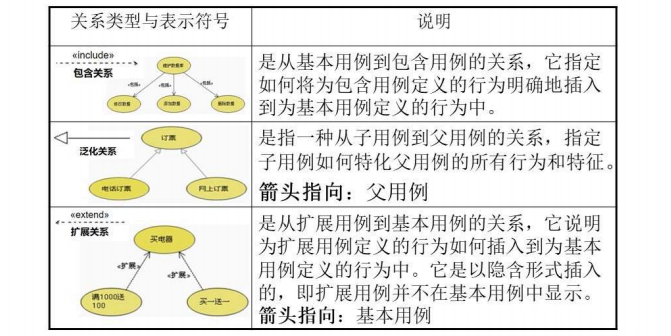 关系类型与表示符号
说明
«include»
包含关系
维护数据库
«包括»
«包括»
«包括»
修改数据
添加数据
删除数据
是从基本用例到包含用例的关系，它指定
如何将为包含用例定义的行为明确地插入
到为基本用例定义的行为中。
泛化关系
订票
电话订票
网上订票
是指一种从子用例到父用例的关系，指定
子用例如何特化父用例的所有行为和特征。
箭头指向：父用例
«extend»
扩展关系
买电器
«扩展»
«扩展»
满1000送
100
买一送一
是从扩展用例到基本用例的关系，它说明
为扩展用例定义的行为如何插入到为基本
用例定义的行为中。它是以隐含形式插入
的，即扩展用例并不在基本用例中显示。
箭头指向：基本用例